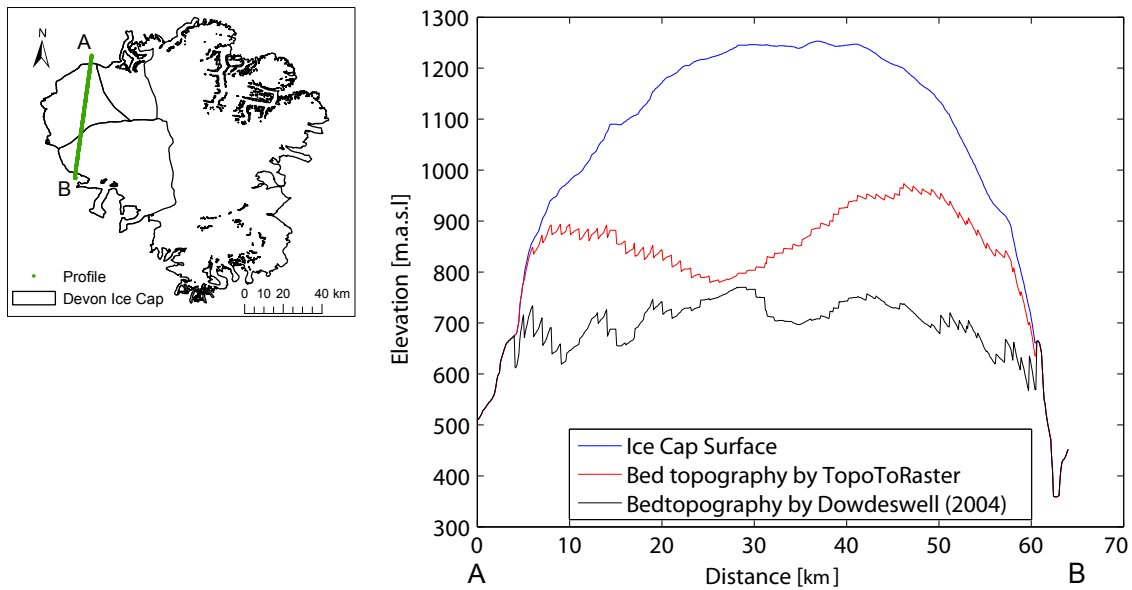 N
A
B
Profile
Devon Ice Cap
0 10 20 40 km
1300
1200
1100
1000
900
800
700
600
500
400
300
Elevation [m.a.s.l]
Ice Cap Surface
Bed topography by TopoToRaster
Bedtopography by Dowdeswell (2004)
0 10 20 30 40 50 60 70
A Distance [km] B